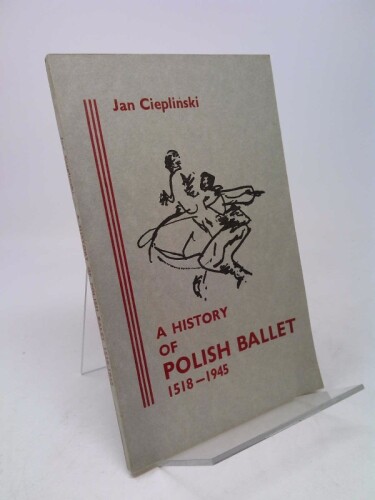 Jan Ciepliński
A HISTORY
OF
POLISH BALLET
1518—1945